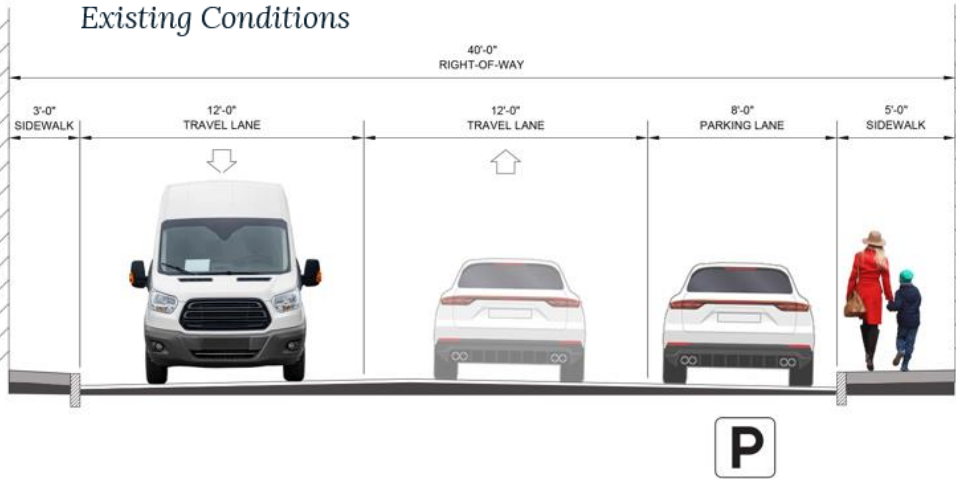 Existing Conditions
40'-0"
RIGHT-OF-WAY
3'-0"
SIDEWALK
12'-0"
TRAVEL LANE
12'-0"
TRAVEL LANE
8'-0"
PARKING LANE
5'-0"
SIDEWALK
P